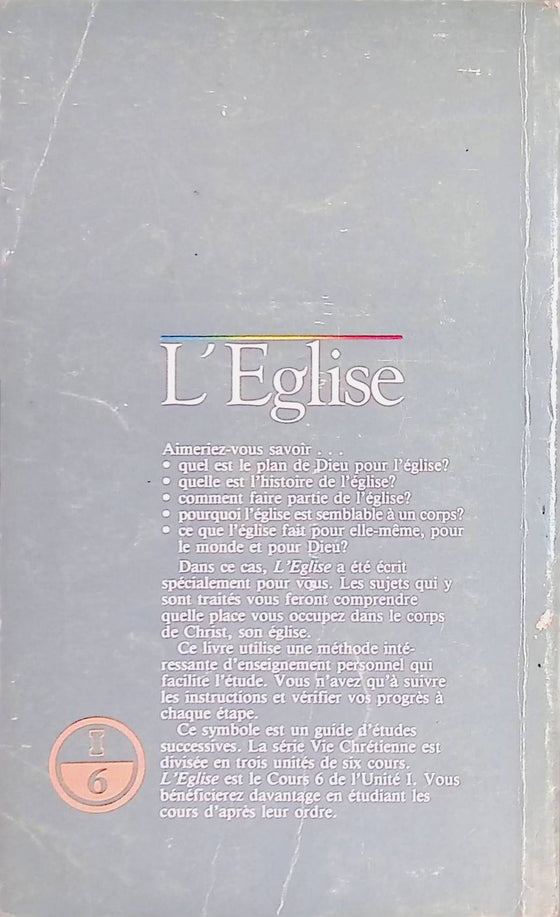 L'Eglise
Aimeriez-vous savoir . . .
• quel est le plan de Dieu pour l'église?
• quelle est l'histoire de l'église?
• comment faire partie de l'église?
• pourquoi l'église est semblable à un corps?
• ce que l'église fait pour elle-même, pour
le monde et pour Dieu?
Dans ce cas, L'Eglise a été écrit
spécialement pour vous. Les sujets qui y
sont traités vous feront comprendre
quelle place vous occupez dans le corps
de Christ, son église.
Ce livre utilise une méthode inté-
ressante d'enseignement personnel qui
facilite l'étude. Vous n'avez qu'à suivre
les instructions et vérifier vos progrès à
chaque étape.
Ce symbole est un guide d'études
successives. La série Vie Chrétienne est
divisée en trois unités de six cours.
L'Eglise est le Cours 6 de l'Unité I. Vous
bénéficierez davantage en étudiant les
cours d'après leur ordre.
I
6